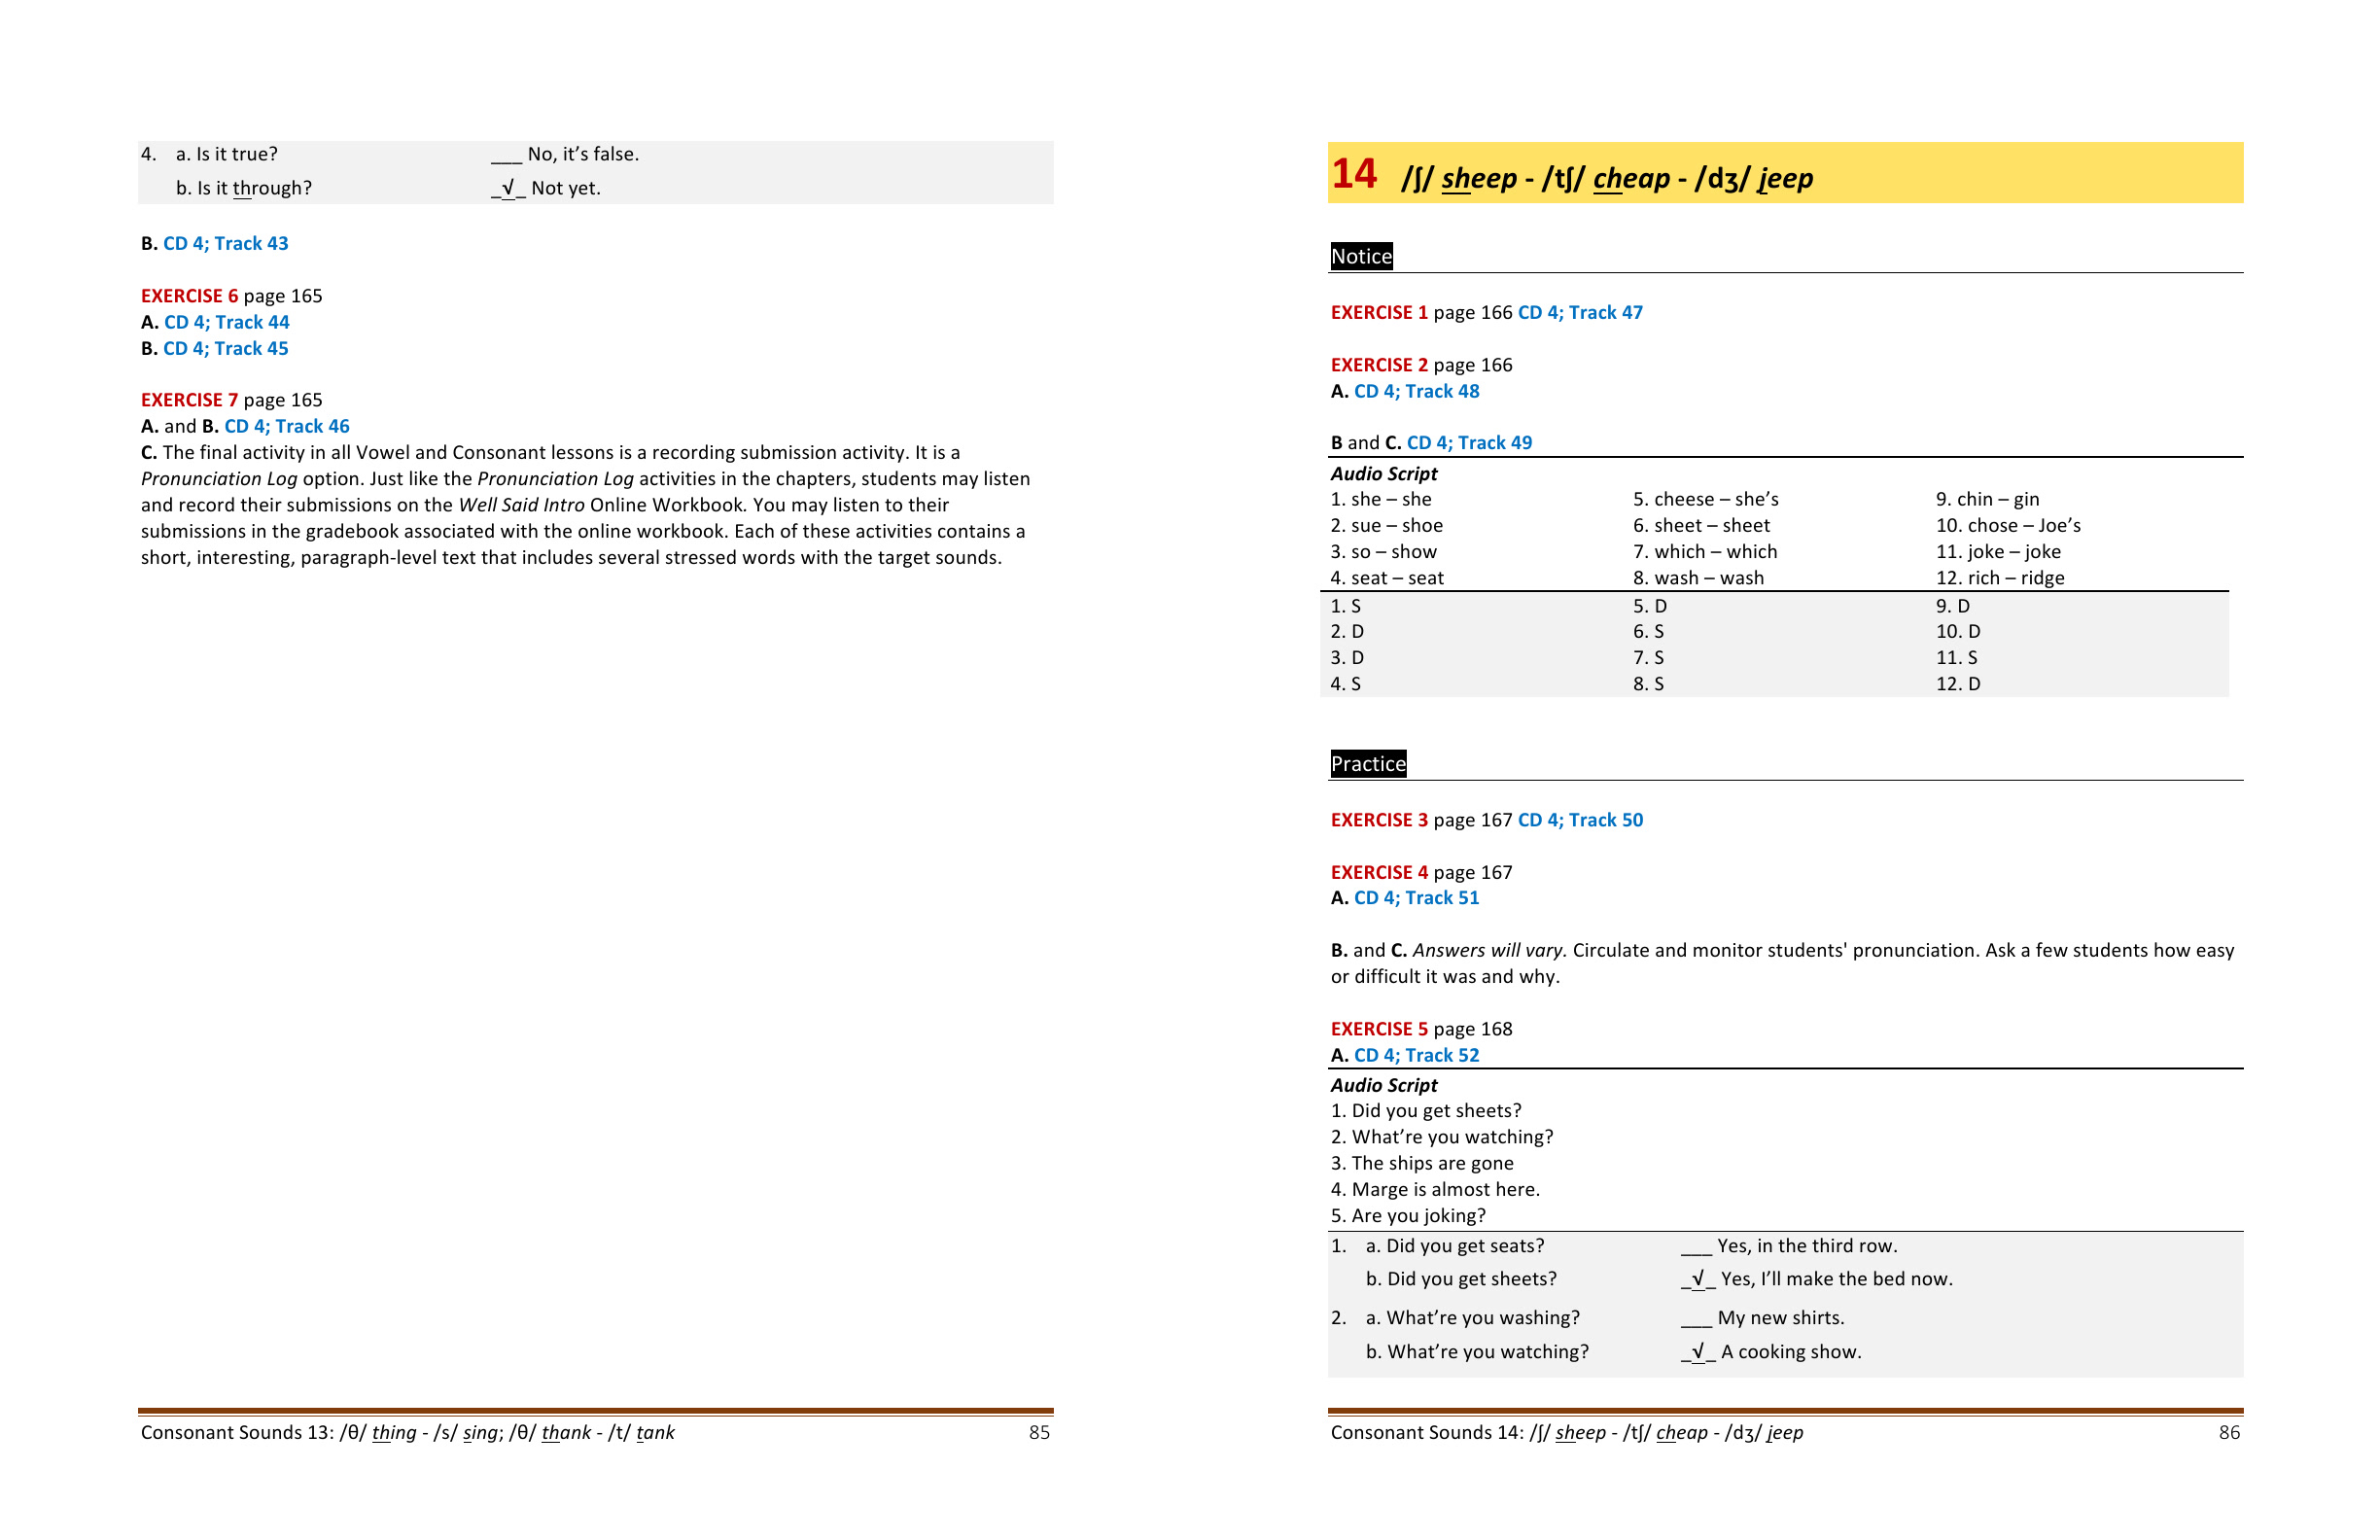 4. a. Is it true? ___ No, it’s false.
b. Is it through? _√_ Not yet.
B. CD 4; Track 43
EXERCISE 6 page 165
A. CD 4; Track 44
B. CD 4; Track 45
EXERCISE 7 page 165
A. and B. CD 4; Track 46
C. The final activity in all Vowel and Consonant lessons is a recording submission activity. It is a
Pronunciation Log option. Just like the Pronunciation Log activities in the chapters, students may listen
and record their submissions on the Well Said Intro Online Workbook. You may listen to their
submissions in the gradebook associated with the online workbook. Each of these activities contains a
short, interesting, paragraph-level text that includes several stressed words with the target sounds.
Consonant Sounds 13: /θ/ thing - /s/ sing; /θ/ thank - /t/ tank 85
14 /ʃ/ sheep - /tʃ/ cheap - /dʒ/ jeep
Notice
EXERCISE 1 page 166 CD 4; Track 47
EXERCISE 2 page 166
A. CD 4; Track 48
B and C. CD 4; Track 49
Audio Script
1. she – she 5. cheese – she’s 9. chin – gin
2. sue – shoe 6. sheet – sheet 10. chose – Joe’s
3. so – show 7. which – which 11. joke – joke
4. seat – seat 8. wash – wash 12. rich – ridge
1. S 5. D 9. D
2. D 6. S 10. D
3. D 7. S 11. S
4. S 8. S 12. D
Practice
EXERCISE 3 page 167 CD 4; Track 50
EXERCISE 4 page 167
A. CD 4; Track 51
B. and C. Answers will vary. Circulate and monitor students' pronunciation. Ask a few students how easy
or difficult it was and why.
EXERCISE 5 page 168
A. CD 4; Track 52
Audio Script
1. Did you get sheets?
2. What’re you watching?
3. The ships are gone
4. Marge is almost here.
5. Are you joking?
1. a. Did you get seats? ___ Yes, in the third row.
b. Did you get sheets? _√_ Yes, I’ll make the bed now.
2. a. What’re you washing? ___ My new shirts.
b. What’re you watching? _√_ A cooking show.
Consonant Sounds 14: /ʃ/ sheep - /tʃ/ cheap - /dʒ/ jeep 86